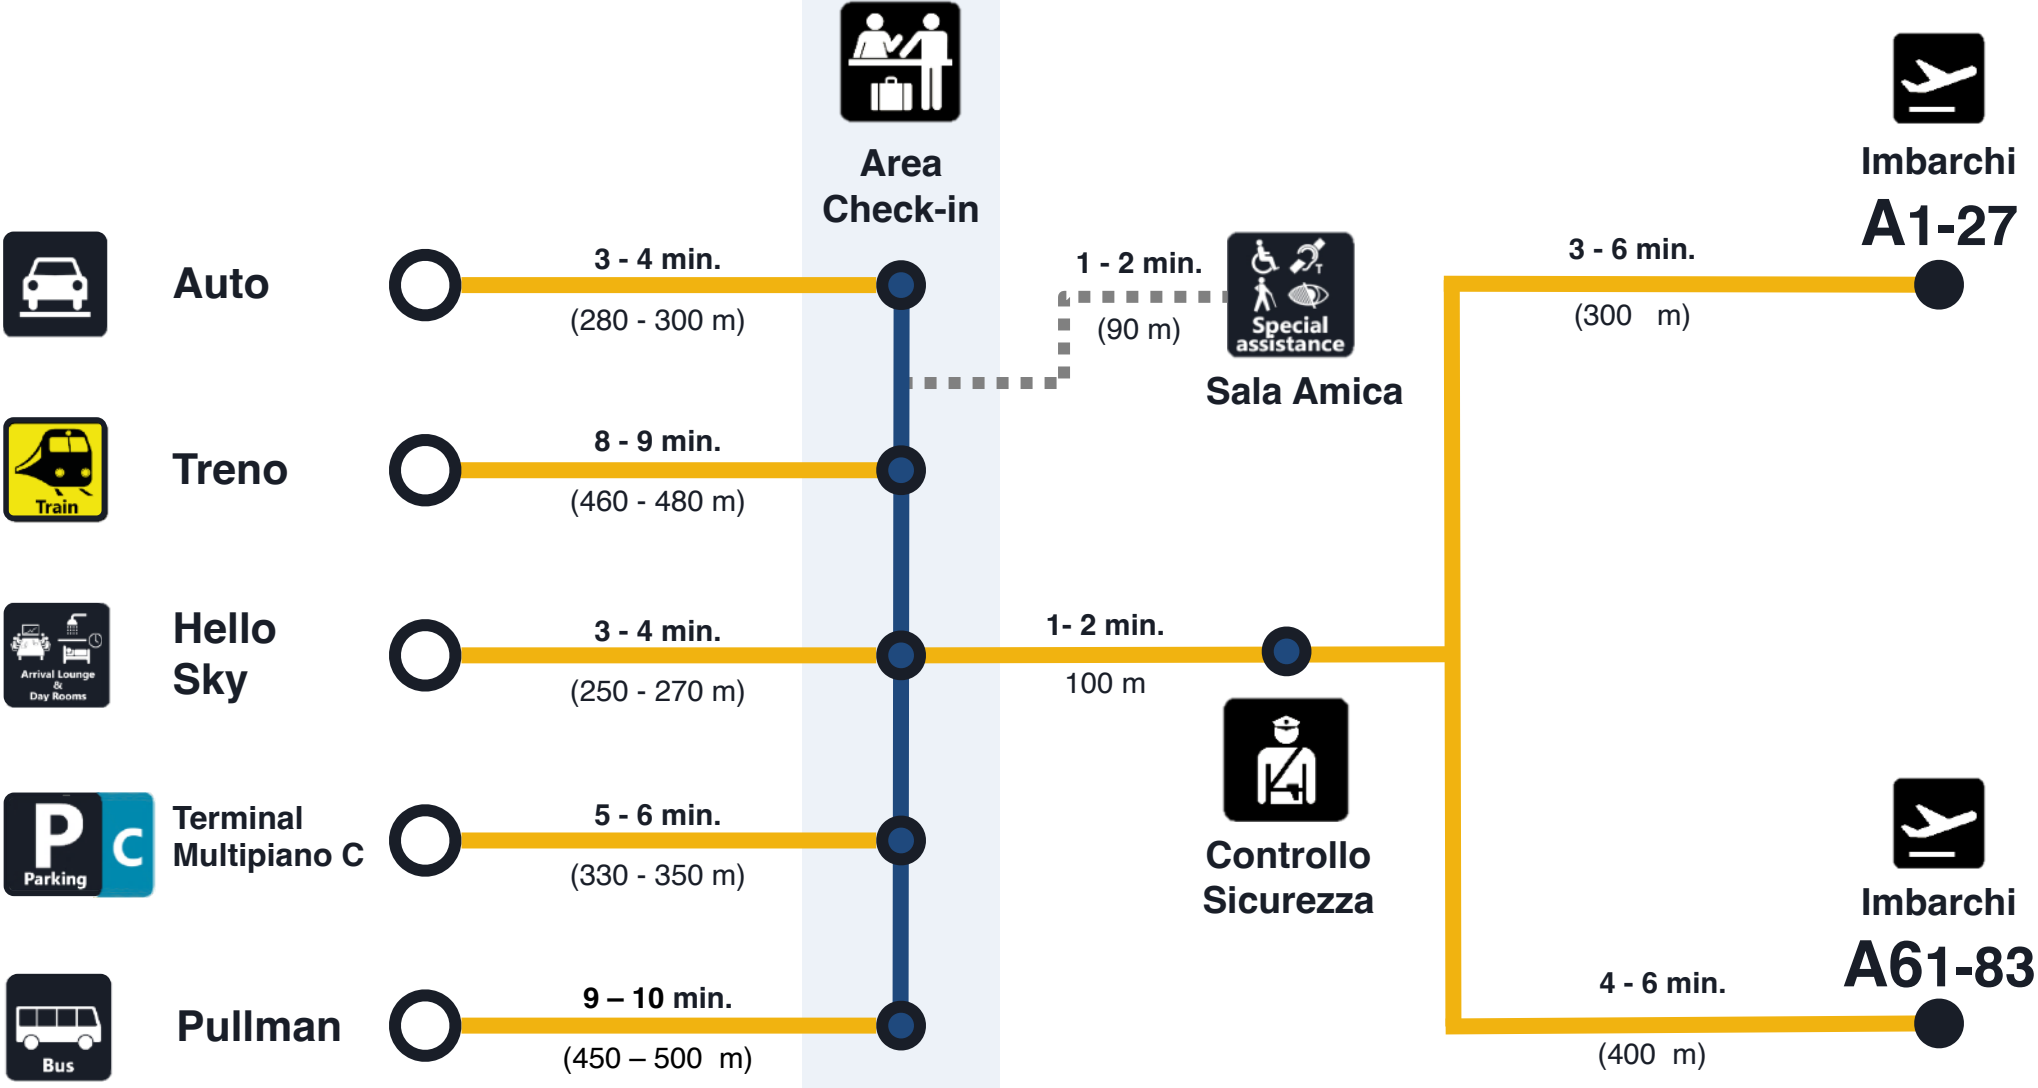 Area
Check-in
Imbarchi
A1-27
Auto
3 - 4 min.
(280 - 300 m)
1 - 2 min.
(90 m)
T
Special
assistance
Sala Amica
3 - 6 min.
(300 m)
Train
Treno
8 - 9 min.
(460 - 480 m)
Arrival Lounge
&
Day Rooms
Hello
Sky
3 - 4 min.
(250 - 270 m)
1- 2 min.
100 m
Controllo
Sicurezza
P
Parking
C
Terminal
Multipiano C
5 - 6 min.
(330 - 350 m)
Imbarchi
A61-83
4 - 6 min.
(400 m)
Bus
Pullman
9 – 10 min.
(450 – 500 m)